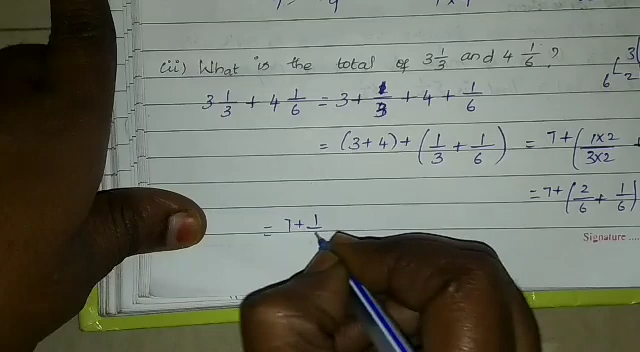 (ii) What is the total of 3 1/3 and 4 1/6 ?
3 1/3 + 4 1/6 = 3 + 1/3 + 4 + 1/6
= (3 + 4) + (1/3 + 1/6) = 7 + (1×2/3×2
= 7 + (2/6 + 1/6)
= 7 + 1
Signature ....